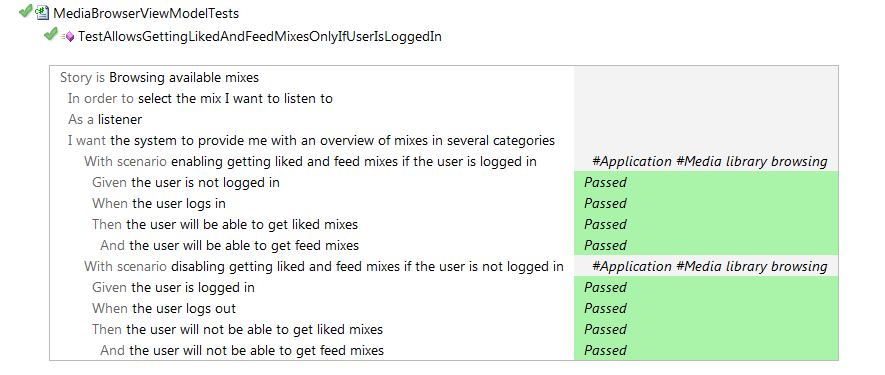 MediaBrowserViewModelTests
TestAllowsGettingLikedAndFeedMixesOnlyIfUserIsLoggedIn
Story is Browsing available mixes
In order to select the mix I want to listen to
As a listener
I want the system to provide me with an overview of mixes in several categories
With scenario enabling getting liked and feed mixes if the user is logged in #Application #Media library browsing
Given the user is not logged in Passed
When the user logs in Passed
Then the user will be able to get liked mixes Passed
And the user will be able to get feed mixes Passed
With scenario disabling getting liked and feed mixes if the user is not logged in #Application #Media library browsing
Given the user is logged in Passed
When the user logs out Passed
Then the user will not be able to get liked mixes Passed
And the user will not be able to get feed mixes Passed